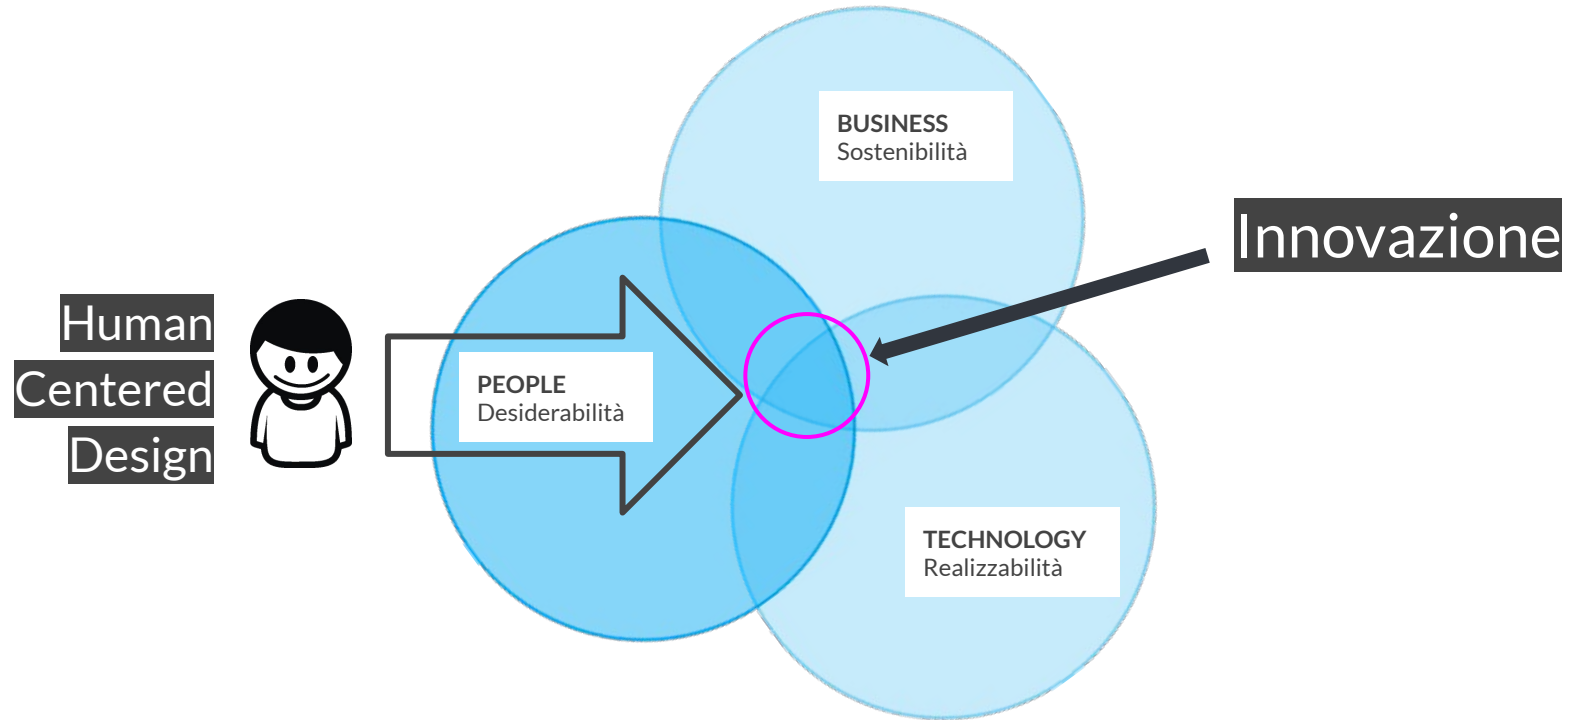 Human
Centered
Design
PEOPLE
Desiderabilità
BUSINESS
Sostenibilità
TECHNOLOGY
Realizzabilità
Innovazione